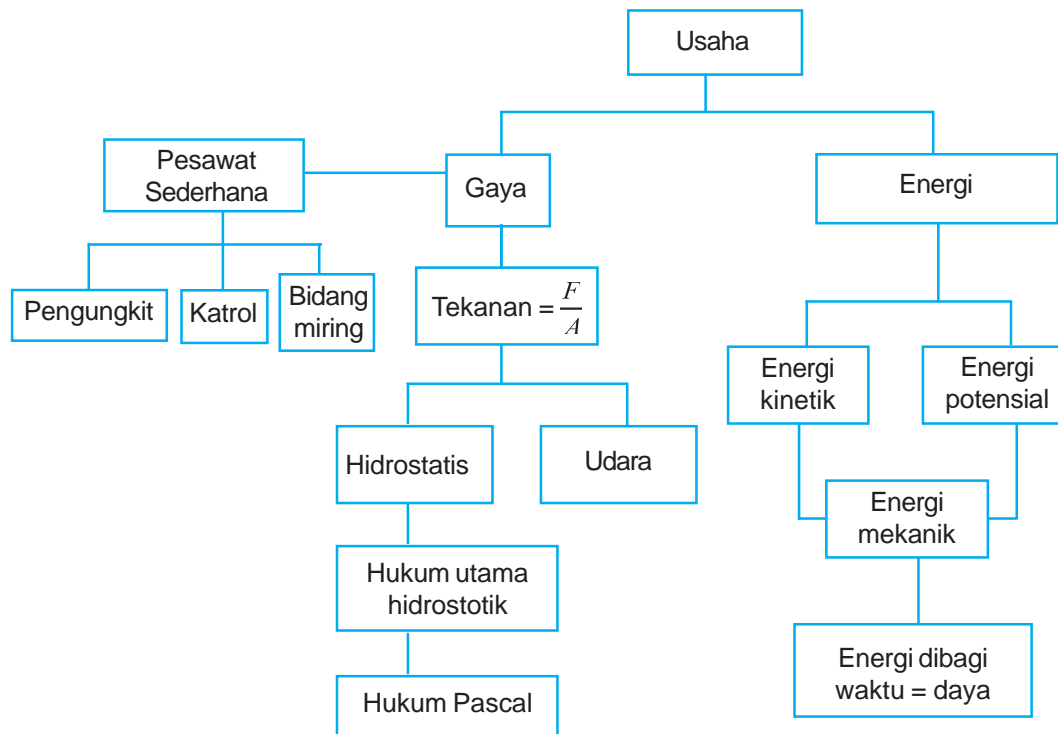 Usaha
Pesawat
Sederhana
Gaya
Energi
Pengungkit
Katrol
Bidang
miring
Tekanan = F/A
Energi
kinetik
Energi
potensial
Hidrostatis
Udara
Energi
mekanik
Hukum utama
hidrostotik
Energi dibagi
waktu = daya
Hukum Pascal